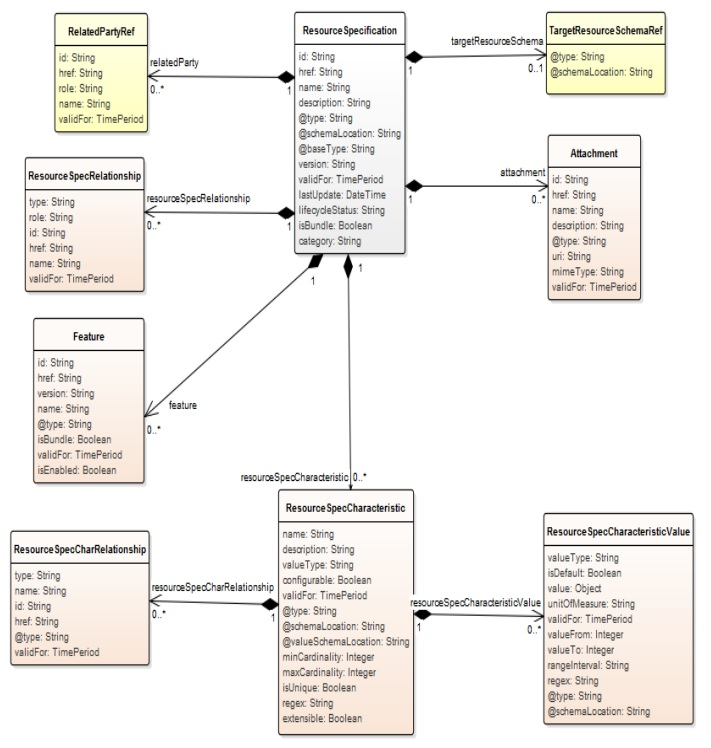 RelatedPartyRef
id: String
href: String
role: String
name: String
validFor: TimePeriod
relatedParty
0..*
1
ResourceSpecification
id: String
href: String
name: String
description: String
@type: String
@schemaLocation: String
@baseType: String
version: String
validFor: TimePeriod
lastUpdate: DateTime
lifecycleStatus: String
isBundle: Boolean
category: String
targetResourceSchema
1
0..1
TargetResourceSchemaRef
@type: String
@schemaLocation: String
attachment
1
0..*
Attachment
id: String
href: String
name: String
description: String
@type: String
uri: String
mimeType: String
validFor: TimePeriod
ResourceSpecRelationship
type: String
role: String
id: String
href: String
name: String
validFor: TimePeriod
resourceSpecRelationship
0..*
1
1
1
Feature
id: String
href: String
version: String
name: String
@type: String
isBundle: Boolean
validFor: TimePeriod
isEnabled: Boolean
feature
0..*
resourceSpecCharacteristic 0..*
ResourceSpecCharacteristic
name: String
description: String
valueType: String
configurable: Boolean
validFor: TimePeriod
@type: String
@schemaLocation: String
@valueSchemaLocation: String
minCardinality: Integer
maxCardinality: Integer
isUnique: Boolean
regex: String
extensible: Boolean
ResourceSpecCharRelationship
type: String
name: String
id: String
href: String
@type: String
validFor: TimePeriod
resourceSpecCharRelationship
0..*
1
resourceSpecCharacteristicValue
1
0..*
ResourceSpecCharacteristicValue
valueType: String
isDefault: Boolean
value: Object
unitOfMeasure: String
validFor: TimePeriod
valueFrom: Integer
valueTo: Integer
rangeInterval: String
regex: String
@type: String
@schemaLocation: String